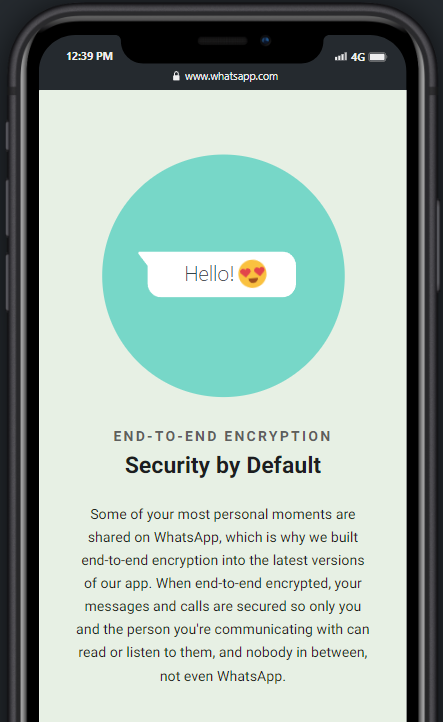 12:39 PM
4G
www.whatsapp.com
Hello! 😍
END-TO-END ENCRYPTION
Security by Default
Some of your most personal moments are
shared on WhatsApp, which is why we built
end-to-end encryption into the latest versions
of our app. When end-to-end encrypted, your
messages and calls are secured so only you
and the person you're communicating with can
read or listen to them, and nobody in between,
not even WhatsApp.